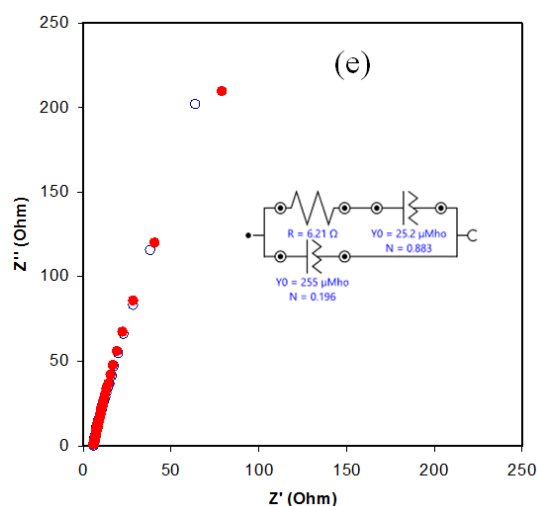 (e)
250
200
150
100
50
0
Z'' (Ohm)
R = 6.21 Ω
Y0 = 25.2 µMho
N = 0.883
Y0 = 255 µMho
N = 0.196
0 50 100 150 200 250
Z' (Ohm)